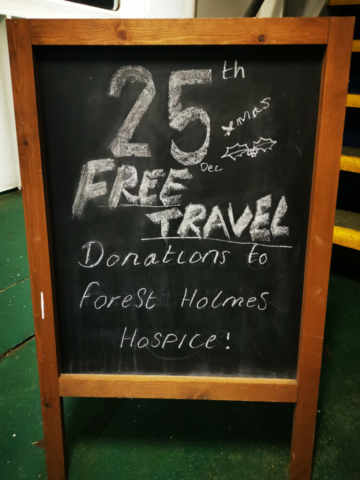 25th
xmas
Dec
FREE
TRAVEL
Donations to
Forest Holmes
HOSPICE!